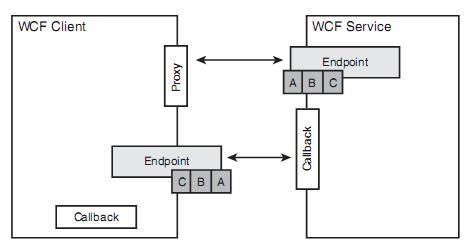 WCF Client
WCF Service
Proxy
Endpoint
A B C
Callback
Endpoint
C B A
Callback